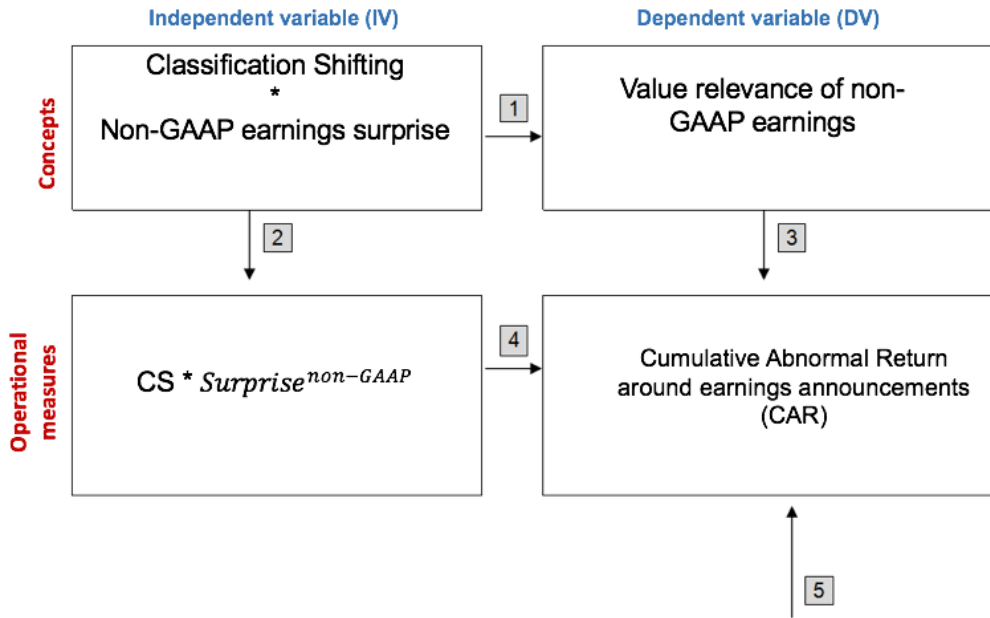 Independent variable (IV)
Dependent variable (DV)
Concepts
Classification Shifting
*
Non-GAAP earnings surprise
1
Value relevance of non-
GAAP earnings
2
3
Operational
measures
CS * Surprise^non−GAAP
4
Cumulative Abnormal Return
around earnings announcements
(CAR)
5